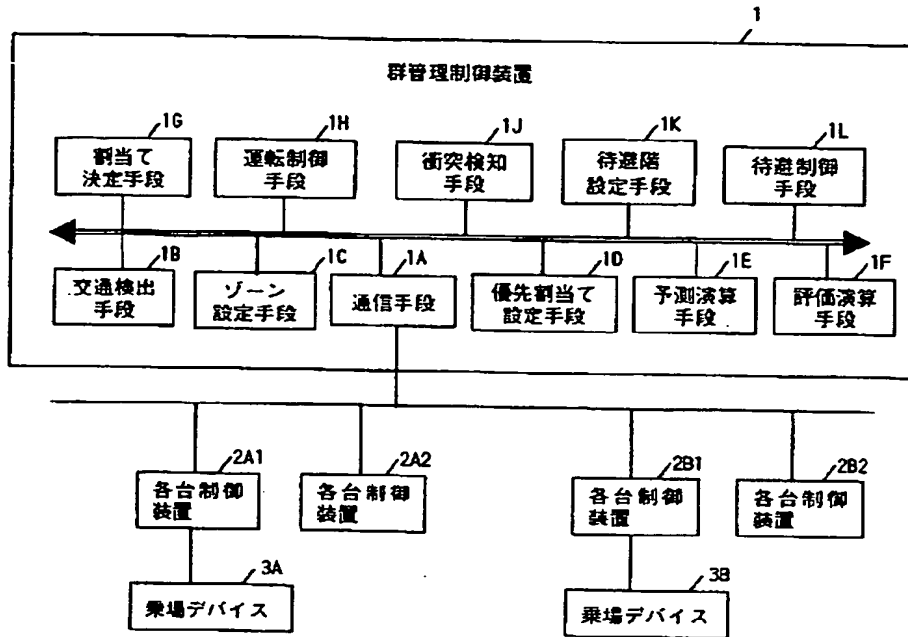 1
群管理制御装置
1G
割当て
決定手段
1H
運転制御
手段
1J
衝突検知
手段
1K
待避階
設定手段
1L
待避制御
手段
1B
交通検出
手段
1C
ゾーン
設定手段
1A
通信手段
1D
優先割当て
設定手段
1E
予測演算
手段
1F
評価演算
手段
2A1
各台制御
装置
2A2
各台制御
装置
2B1
各台制御
装置
2B2
各台制御
装置
3A
乗場デバイス
3B
乗場デバイス